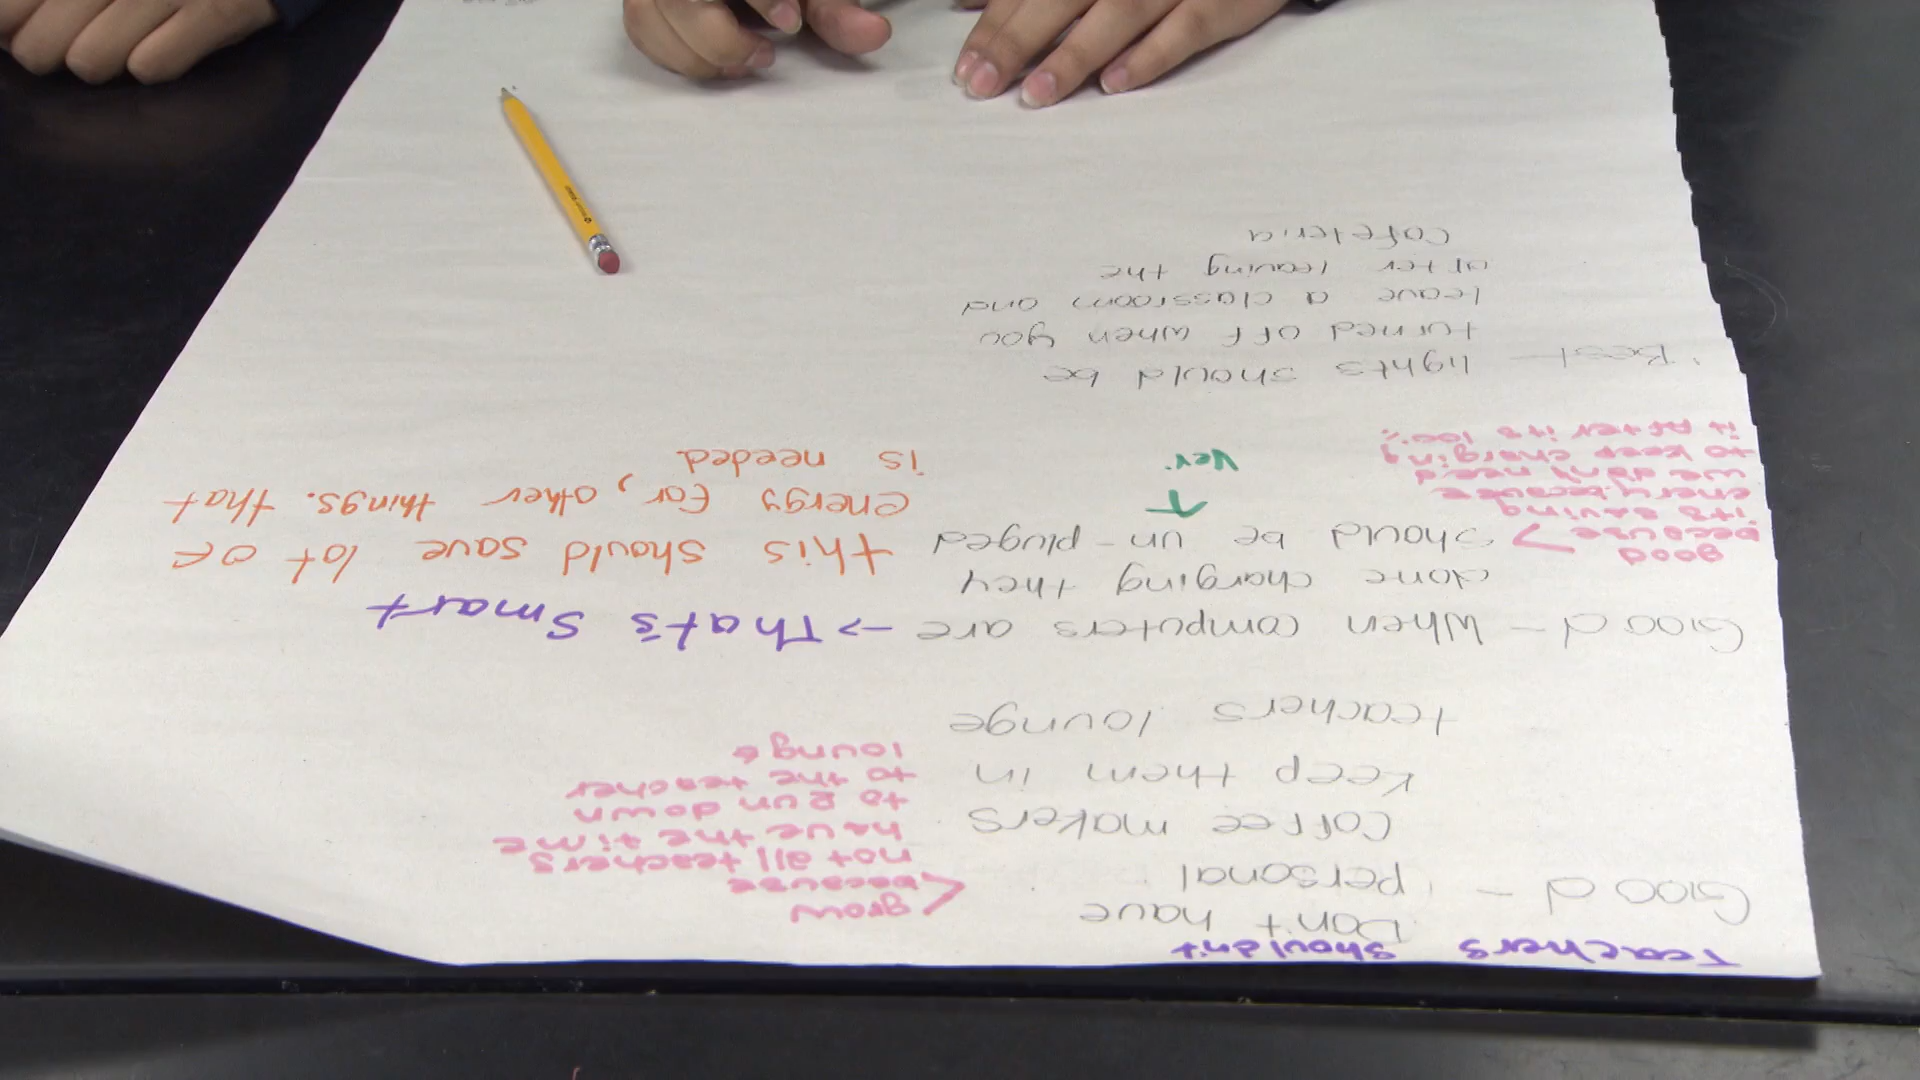 Teachers shouldn't
Don't have
Good - personal
coffee makers
keep them in
teachers lounge
grow
because
not all teachers
have the time
to run down
to the teacher
lounge
Good - When computers are → That's Smart
done charging they
should be un-pluged
good
because
it's saving
energy because
we don't need
to keep charging
it after its 100%
this should save lot of
energy for, other things. that
is needed
Best - lights should be
turned off when you
leave a classroom and
after leaving the
cafeteria